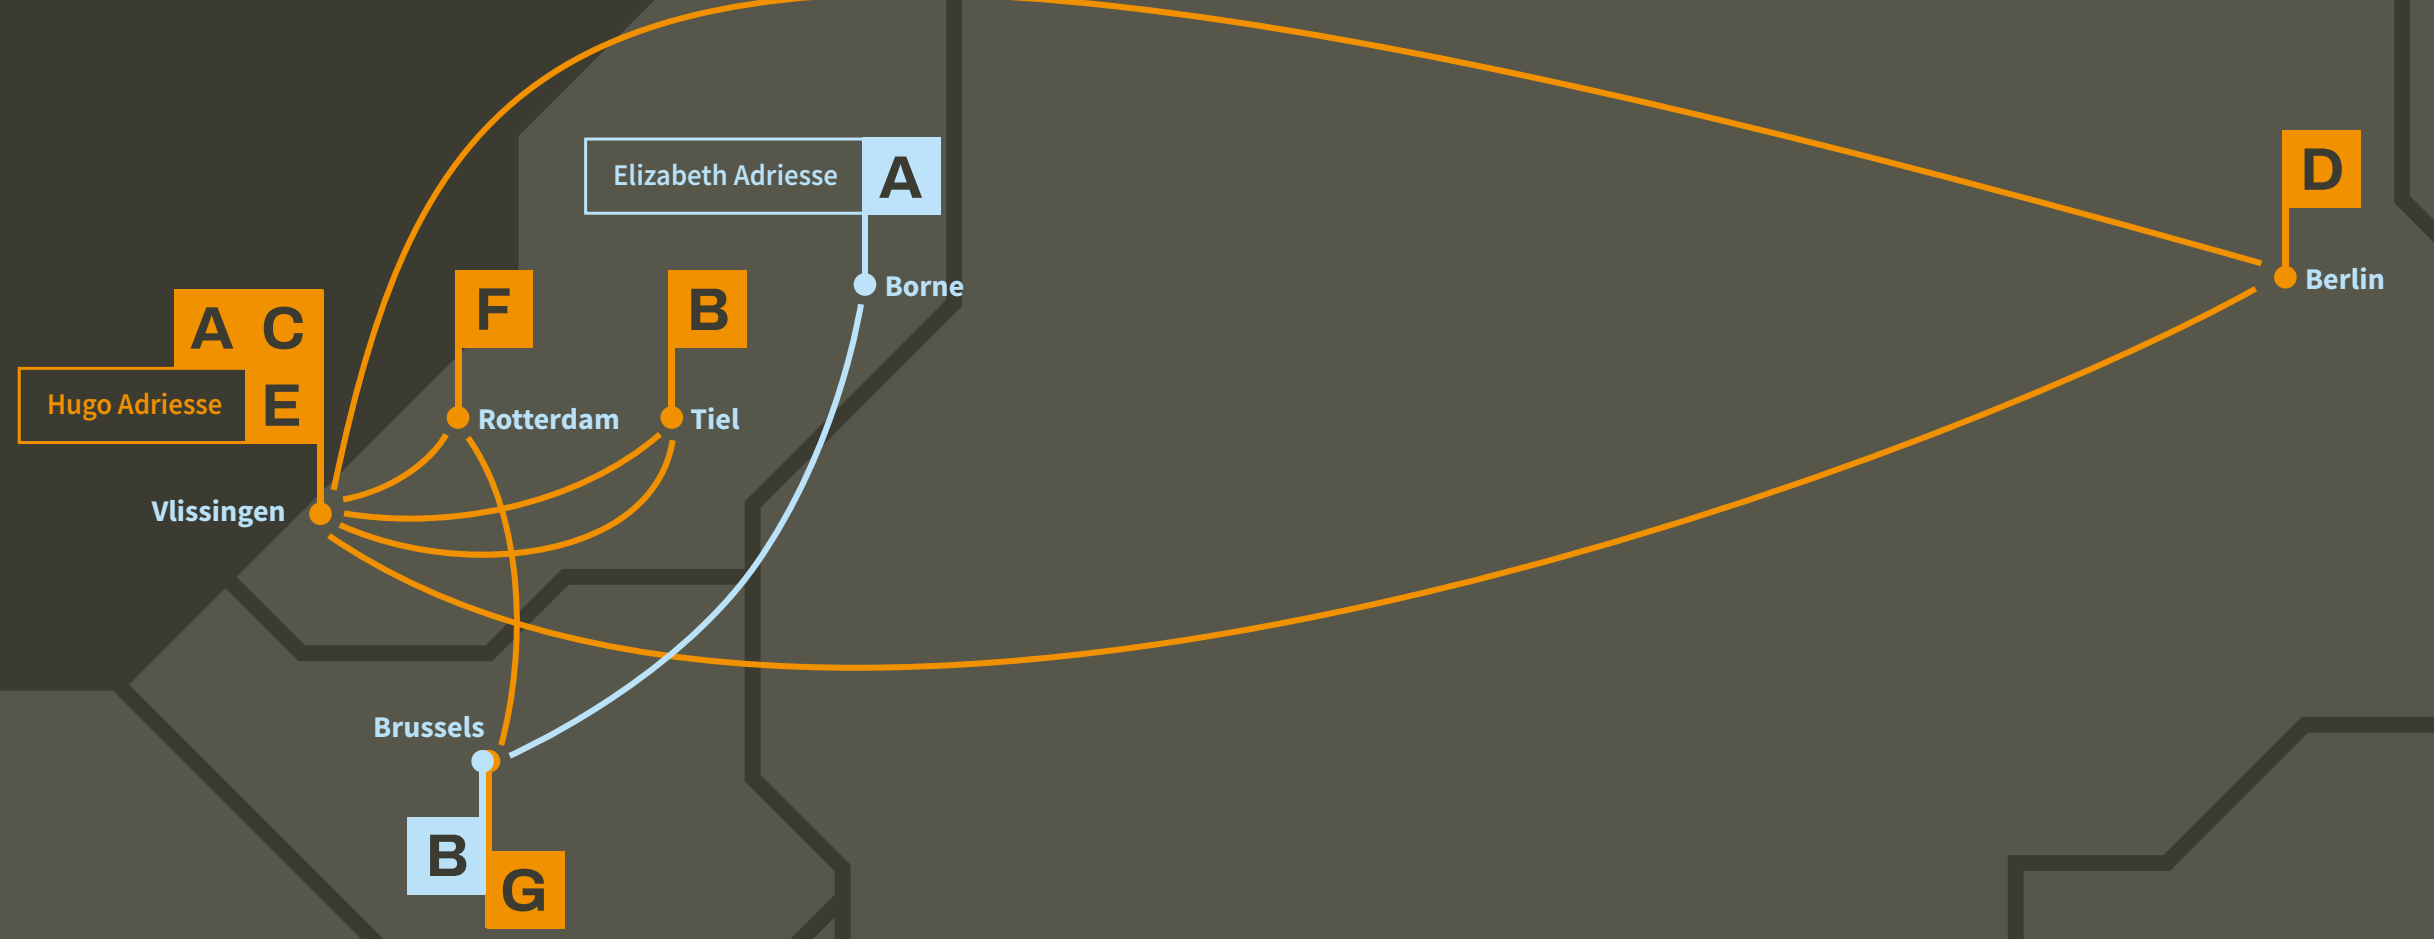 D
Elizabeth Adriesse
A
Berlin
Borne
F
B
A C
E
Hugo Adriesse
Rotterdam
Tiel
Vlissingen
Brussels
B
G